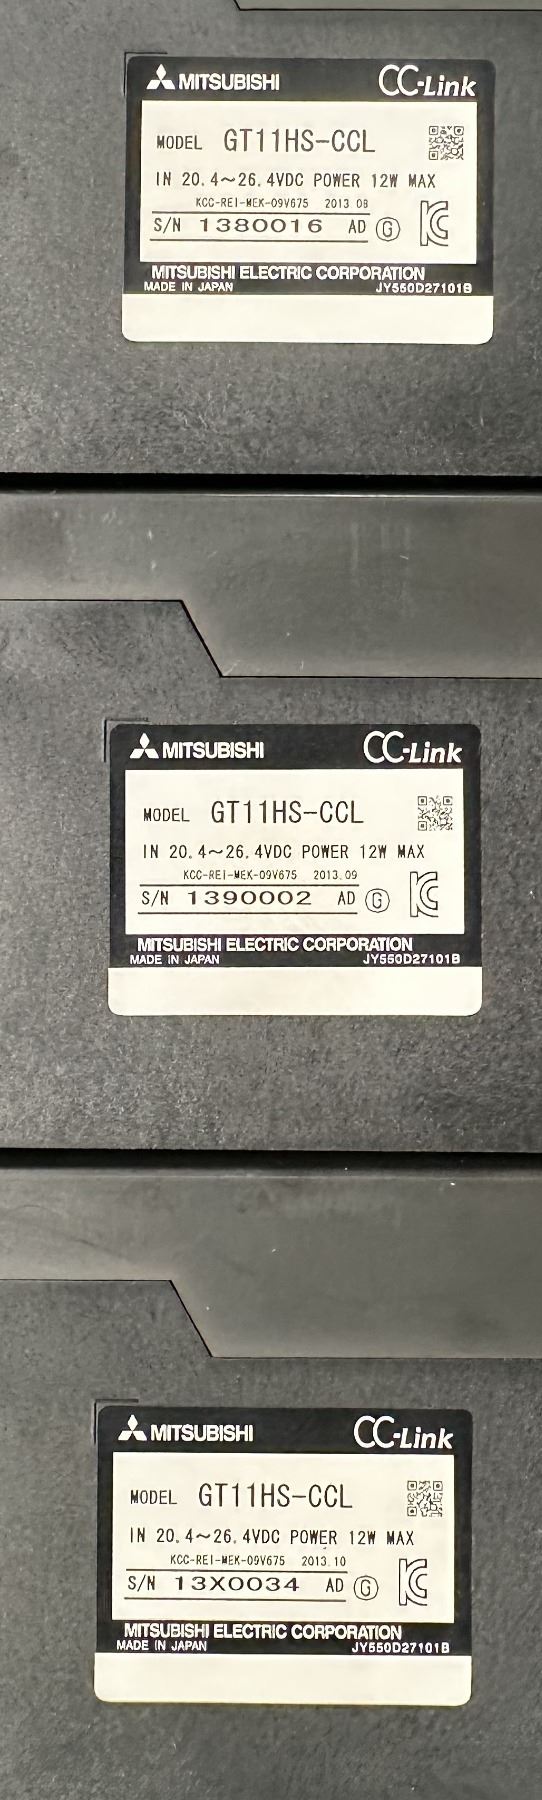 MITSUBISHI CC-Link
MODEL GT11HS-CCL
IN 20.4～26.4VDC POWER 12W MAX
KCC-REI-MEK-09V675 2013 08
S/N 1380016 AD G
MITSUBISHI ELECTRIC CORPORATION
MADE IN JAPAN JY550D27101B
MITSUBISHI CC-Link
MODEL GT11HS-CCL
IN 20.4～26.4VDC POWER 12W MAX
KCC-REI-MEK-09V675 2013.09
S/N 1390002 AD G
MITSUBISHI ELECTRIC CORPORATION
MADE IN JAPAN JY550D27101B
MITSUBISHI CC-Link
MODEL GT11HS-CCL
IN 20.4～26.4VDC POWER 12W MAX
KCC-REI-MEK-09V675 2013.10
S/N 13X0034 AD G
MITSUBISHI ELECTRIC CORPORATION
MADE IN JAPAN JY550D27101B